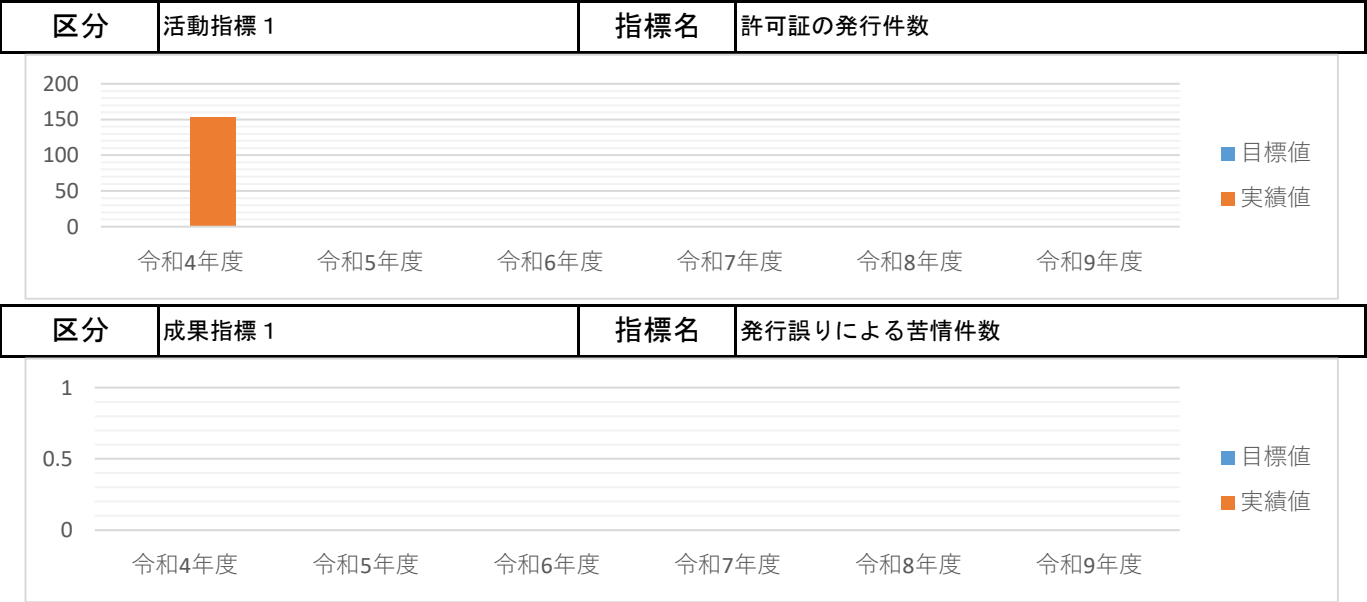 区分 活動指標1 指標名 許可証の発行件数
200
150
100
50
0
令和4年度 令和5年度 令和6年度 令和7年度 令和8年度 令和9年度
目標値
実績値
区分 成果指標1 指標名 発行誤りによる苦情件数
1
0.5
0
令和4年度 令和5年度 令和6年度 令和7年度 令和8年度 令和9年度
目標値
実績値